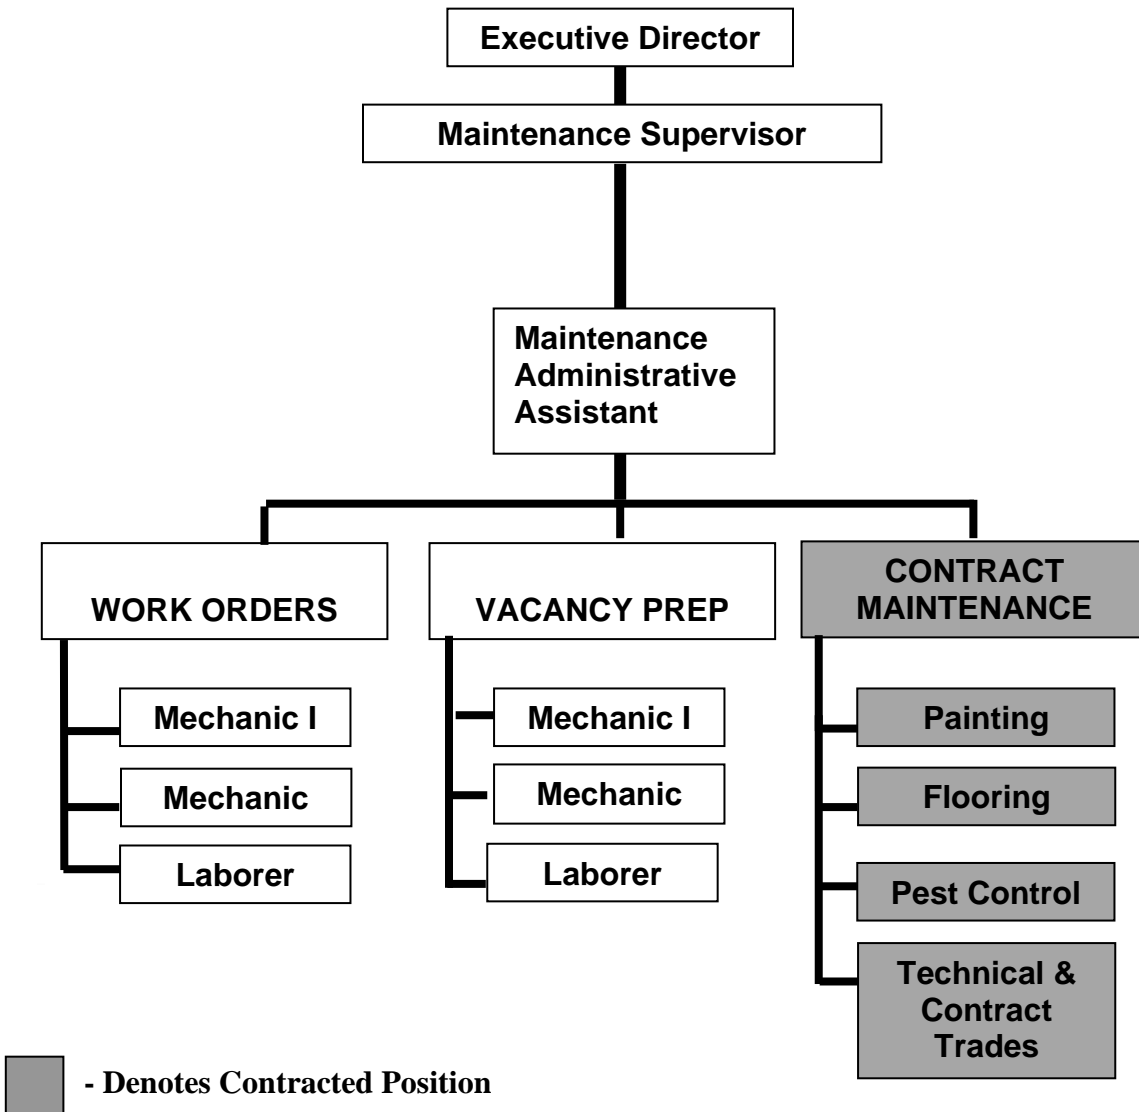 Executive Director
Maintenance Supervisor
Maintenance
Administrative
Assistant
WORK ORDERS
Mechanic I
Mechanic
Laborer
VACANCY PREP
Mechanic I
Mechanic
Laborer
CONTRACT
MAINTENANCE
Painting
Flooring
Pest Control
Technical &
Contract
Trades
- Denotes Contracted Position